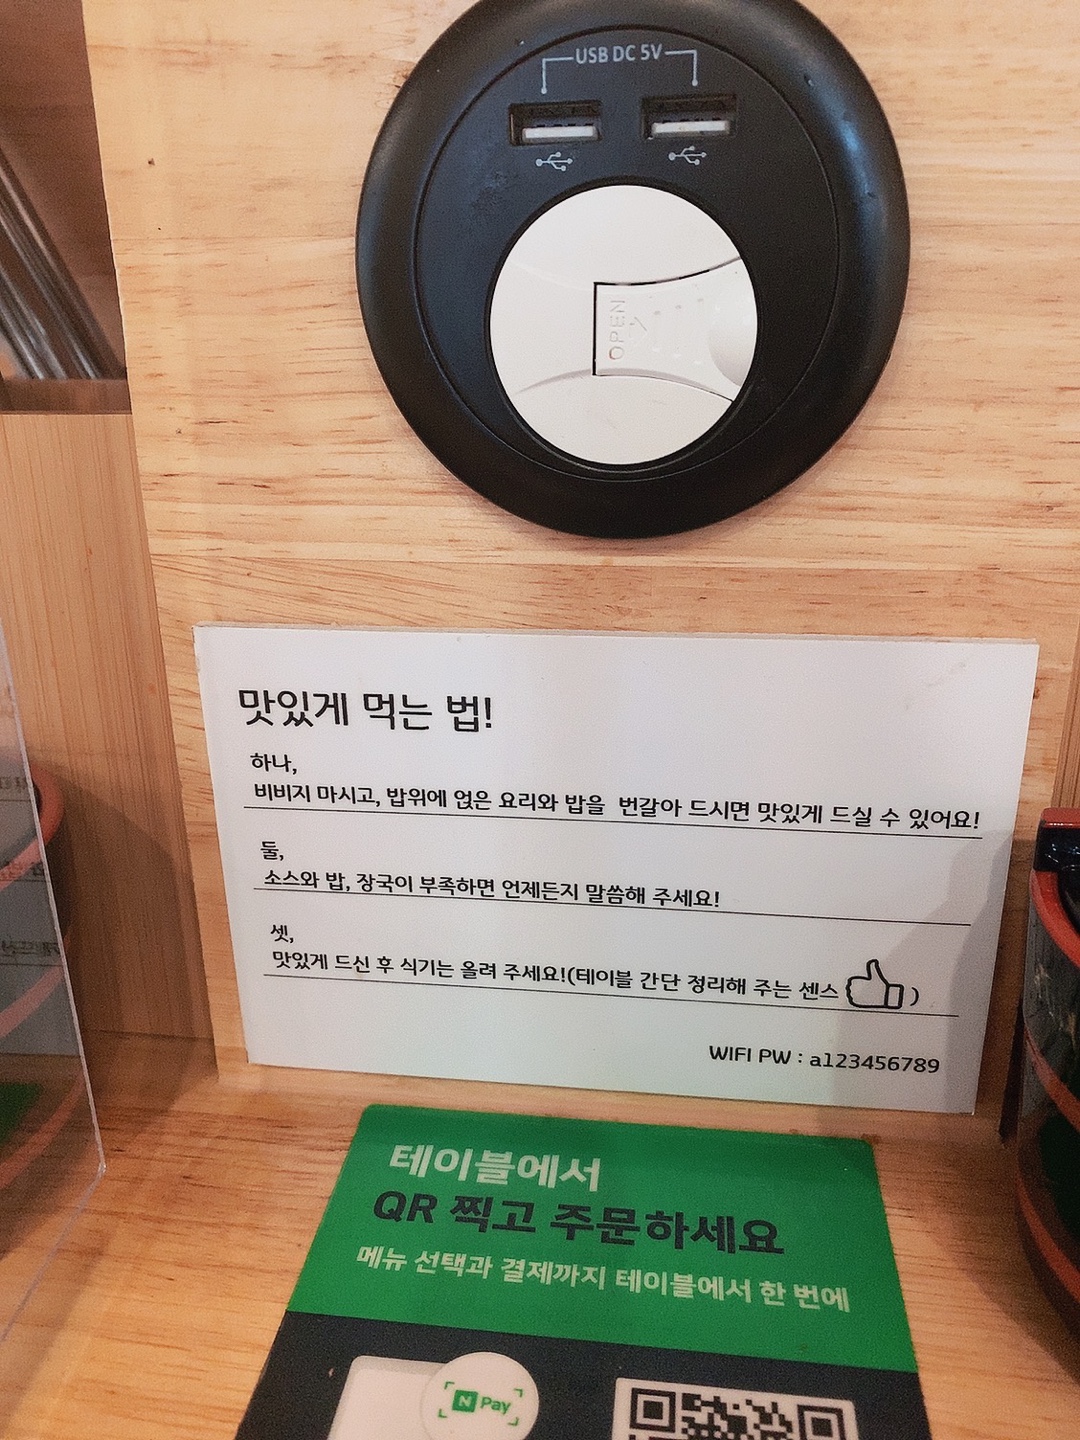 USB DC 5V
OPEN
맛있게 먹는 법!
하나,
비비지 마시고, 밥위에 얹은 요리와 밥을 번갈아 드시면 맛있게 드실 수 있어요!
둘,
소스와 밥, 장국이 부족하면 언제든지 말씀해 주세요!
셋,
맛있게 드신 후 식기는 올려 주세요!(테이블 간단 정리해 주는 센스 )
WIFI PW : a123456789
테이블에서
QR 찍고 주문하세요
메뉴 선택과 결제까지 테이블에서 한 번에
N Pay